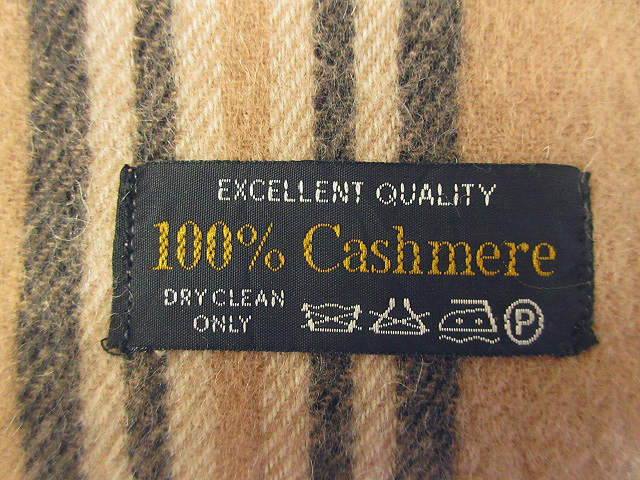 EXCELLENT QUALITY
100% Cashmere
DRY CLEAN
ONLY
P